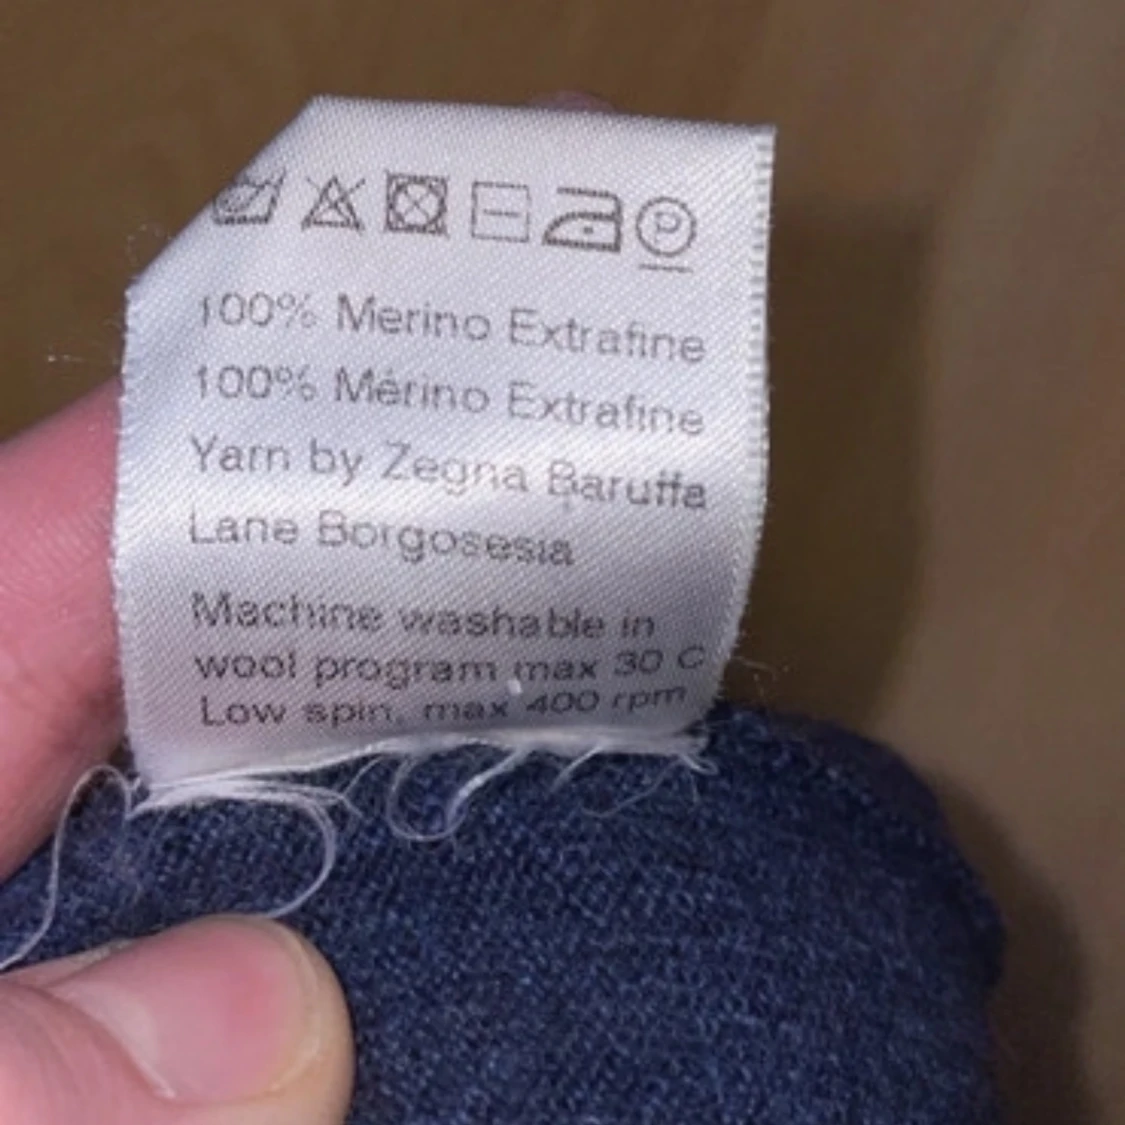 P
100% Merino Extrafine
100% Mérino Extrafine
Yarn by Zegna Baruffa
Lane Borgosesia
Machine washable in
wool program max 30 C
Low spin, max 400 rpm